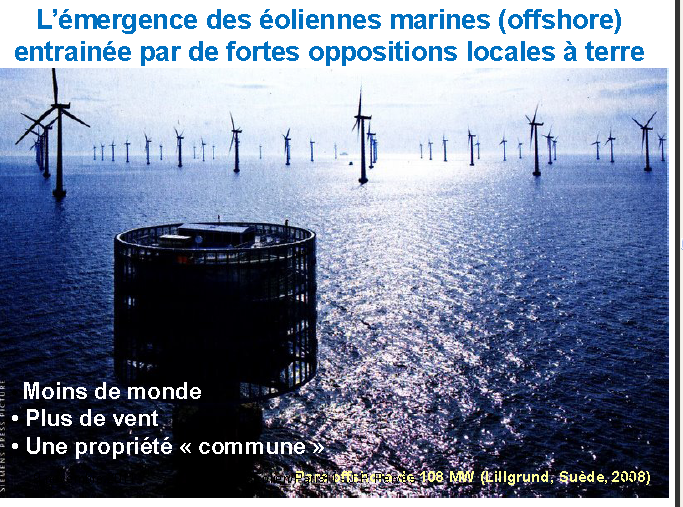 L'émergence des éoliennes marines (offshore)
entrainée par de fortes oppositions locales à terre
Moins de monde
• Plus de vent
• Une propriété « commune »
108 MW (Lillgrund, Suède, 2008)
SIEMENS PRESS PICTURE